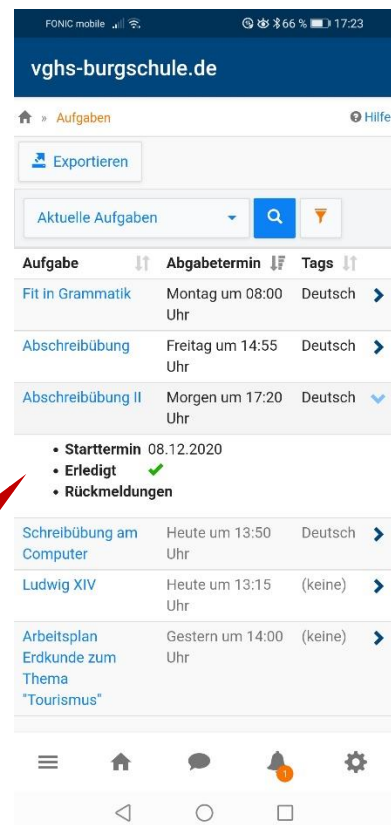 FONIC mobile 66 % 17:23
vghs-burgschule.de
» Aufgaben Hilfe
Exportieren
Aktuelle Aufgaben
Aufgabe Abgabetermin Tags
Fit in Grammatik Montag um 08:00 Deutsch
Uhr
Abschreibübung Freitag um 14:55 Deutsch
Uhr
Abschreibübung II Morgen um 17:20 Deutsch
Uhr
• Starttermin 08.12.2020
• Erledigt ✔
• Rückmeldungen
Schreibübung am Heute um 13:50 Deutsch
Computer Uhr
Ludwig XIV Heute um 13:15 (keine)
Uhr
Arbeitsplan Gestern um 14:00 (keine)
Erdkunde zum Uhr
Thema
"Tourismus"
1